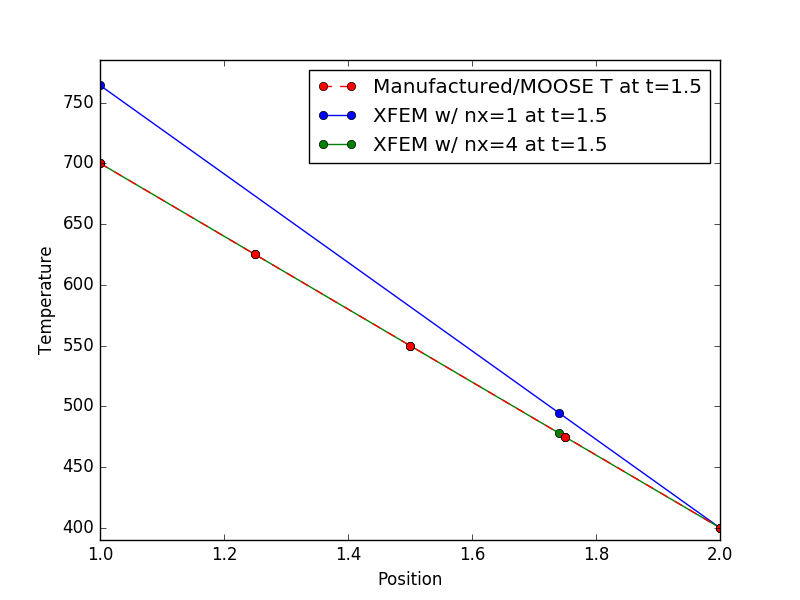 Manufactured/MOOSE T at t=1.5
XFEM w/ nx=1 at t=1.5
XFEM w/ nx=4 at t=1.5
750
700
650
600
550
500
450
400
Temperature
1.0 1.2 1.4 1.6 1.8 2.0
Position